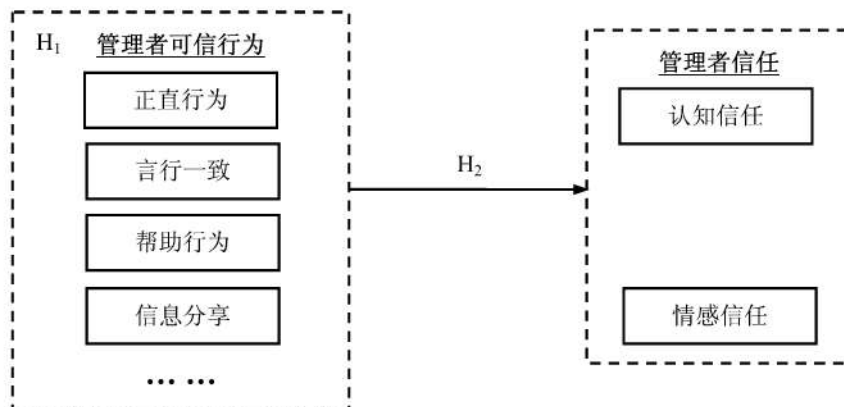 H₁ 管理者可信行为
正直行为
言行一致
帮助行为
信息分享
... ...
H₂
管理者信任
认知信任
情感信任